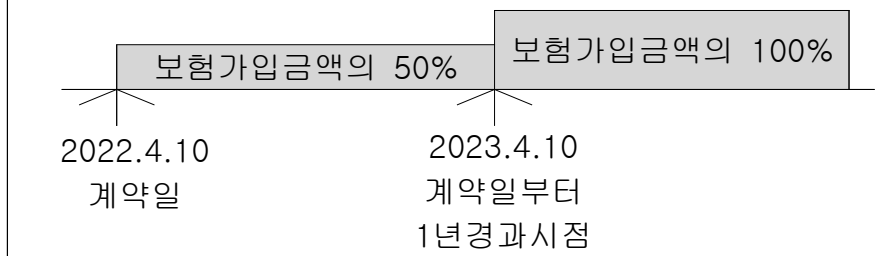 보험가입금액의 50%
보험가입금액의 100%
2022.4.10
계약일
2023.4.10
계약일부터
1년경과시점